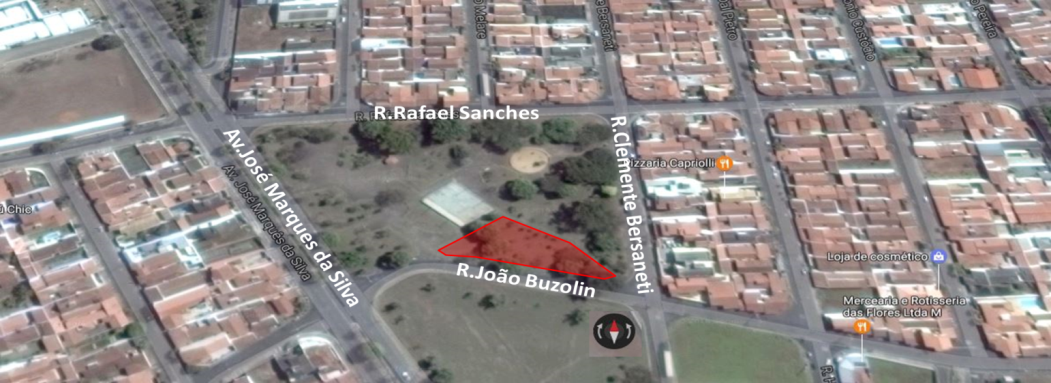 R.Rafael Sanches
Av.José Marques da Silva
Av. José Marques da Silva
R.Clemente Bersaneti
Pizzaria Capriolli
a Chic
Loja de cosmético
R.João Buzolin
Mercearia e Rotisseria
das Flores Ltda M